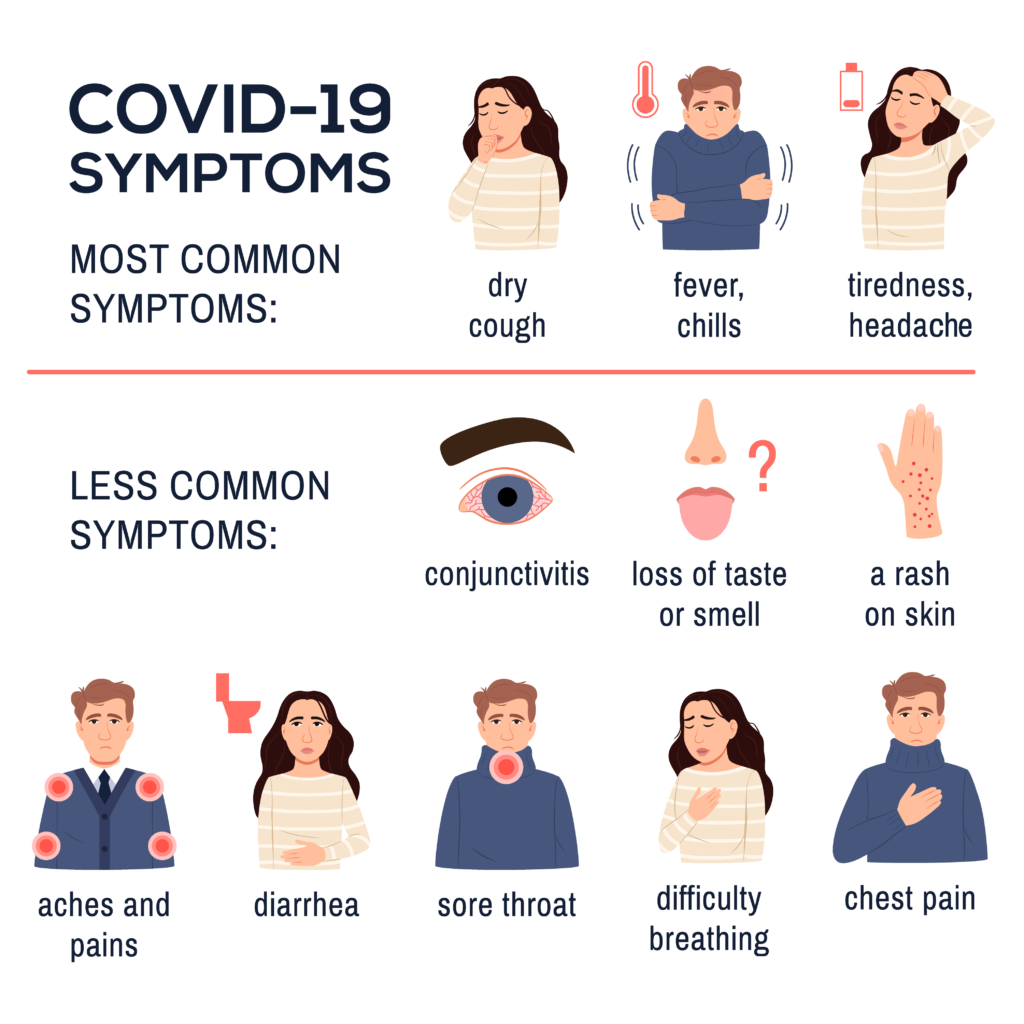 COVID-19
SYMPTOMS
MOST COMMON
SYMPTOMS:
dry
cough
fever,
chills
tiredness,
headache
LESS COMMON
SYMPTOMS:
conjunctivitis
loss of taste
or smell
?
a rash
on skin
aches and
pains
diarrhea
sore throat
difficulty
breathing
chest pain